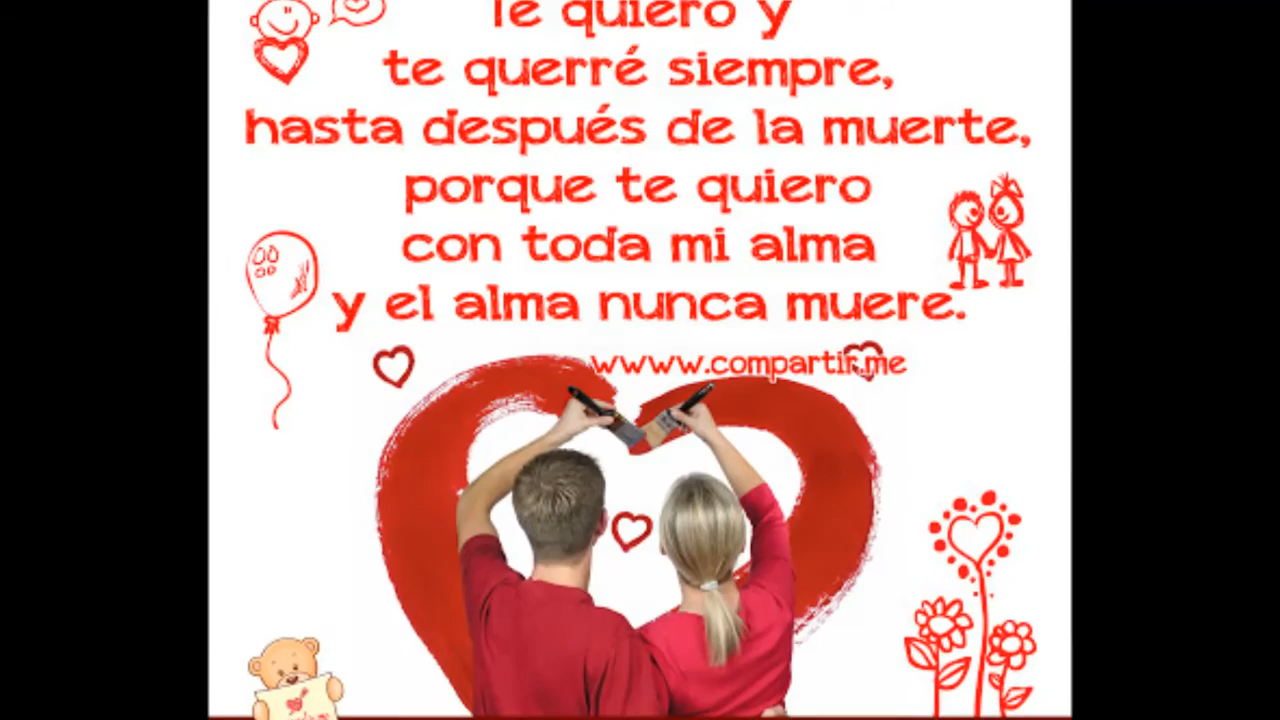 Te quiero y
te querré siempre,
hasta después de la muerte,
porque te quiero
con toda mi alma
y el alma nunca muere.
wwww.compartir.me